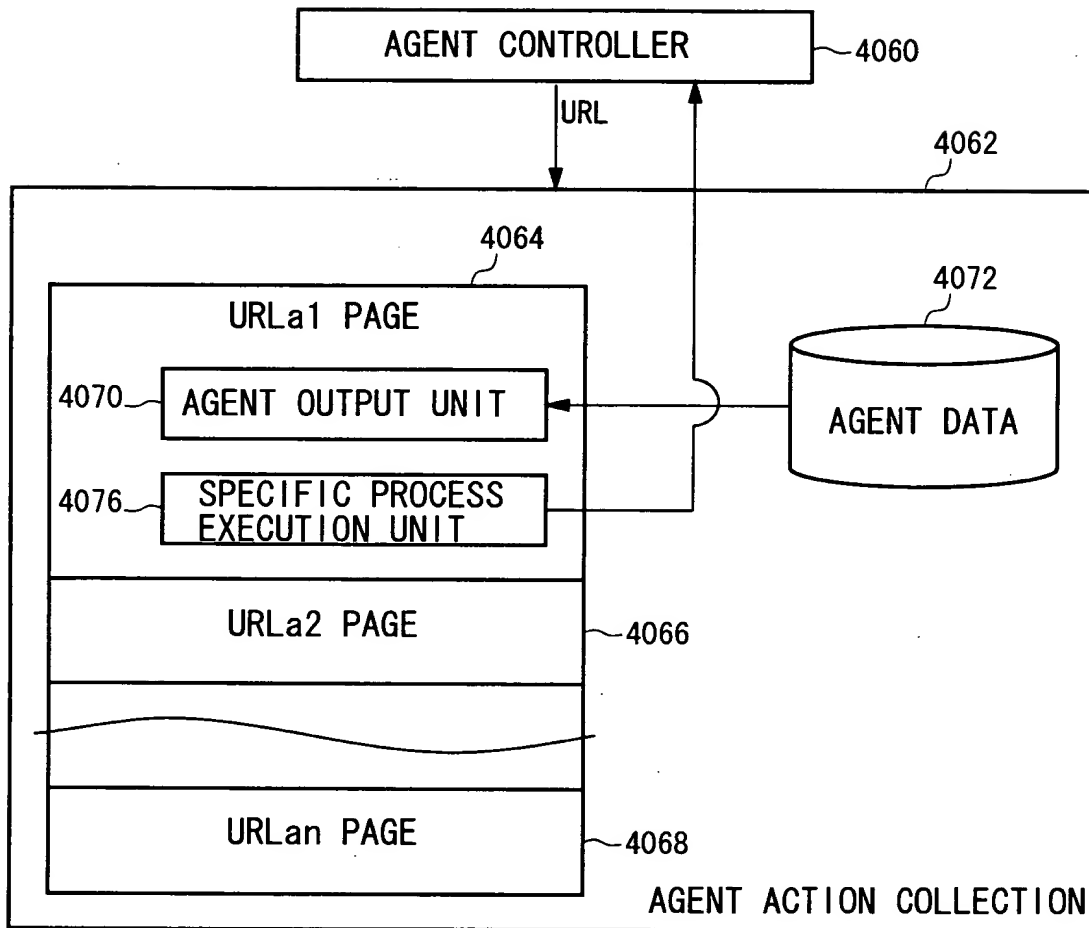 AGENT CONTROLLER
4060
URL
4062
4064
URLa1 PAGE
4072
4070
AGENT OUTPUT UNIT
AGENT DATA
4076
SPECIFIC PROCESS
EXECUTION UNIT
URLa2 PAGE
4066
URLan PAGE
4068
AGENT ACTION COLLECTION